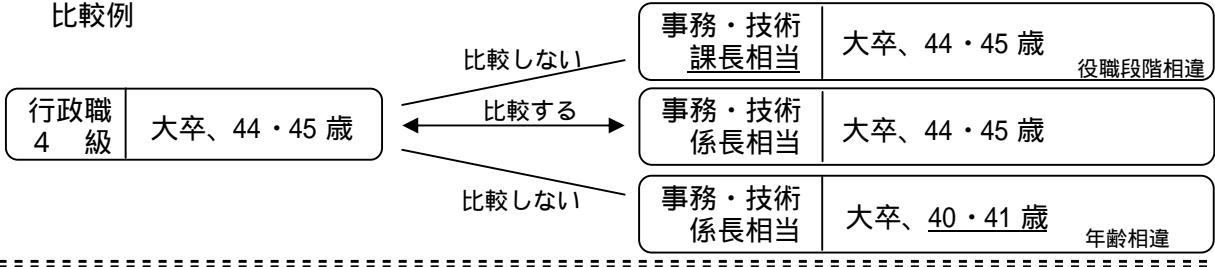 比較例
事務・技術
課長相当
大卒、44・45 歳
役職段階相違
比較しない
行政職
4 級
大卒、44・45 歳
比較する
事務・技術
係長相当
大卒、44・45 歳
比較しない
事務・技術
係長相当
大卒、40・41 歳
年齢相違